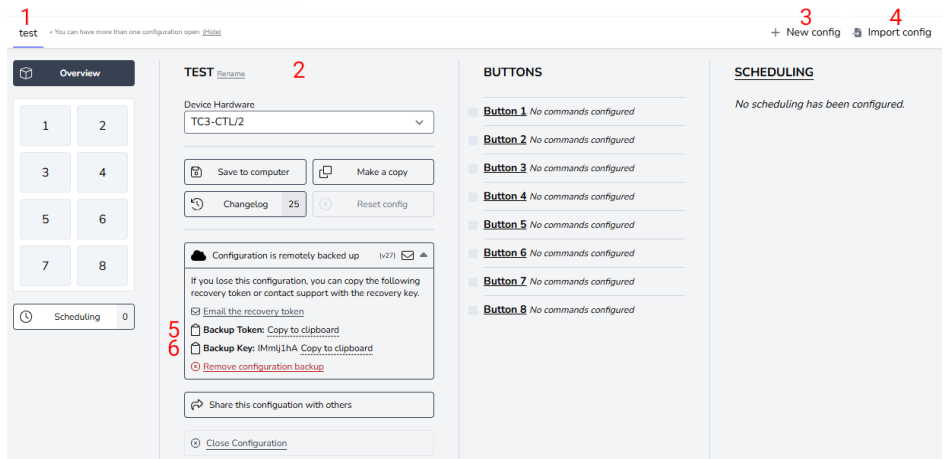 1
3
4
test
« You can have more than one configuration open (Hide)
New config
Import config
Overview
1
2
3
4
5
6
7
8
Scheduling
0
TEST Rename
2
Device Hardware
TC3-CTL/2
Save to computer
Make a copy
Changelog
25
Reset config
Configuration is remotely backed up
(v27)
If you lose this configuration, you can copy the following
recovery token or contact support with the recovery key.
Email the recovery token
5
Backup Token: Copy to clipboard
6
Backup Key: IMmlj1hA Copy to clipboard
Remove configuration backup
Share this configuation with others
Close Configuration
BUTTONS
Button 1 No commands configured
Button 2 No commands configured
Button 3 No commands configured
Button 4 No commands configured
Button 5 No commands configured
Button 6 No commands configured
Button 7 No commands configured
Button 8 No commands configured
SCHEDULING
No scheduling has been configured.